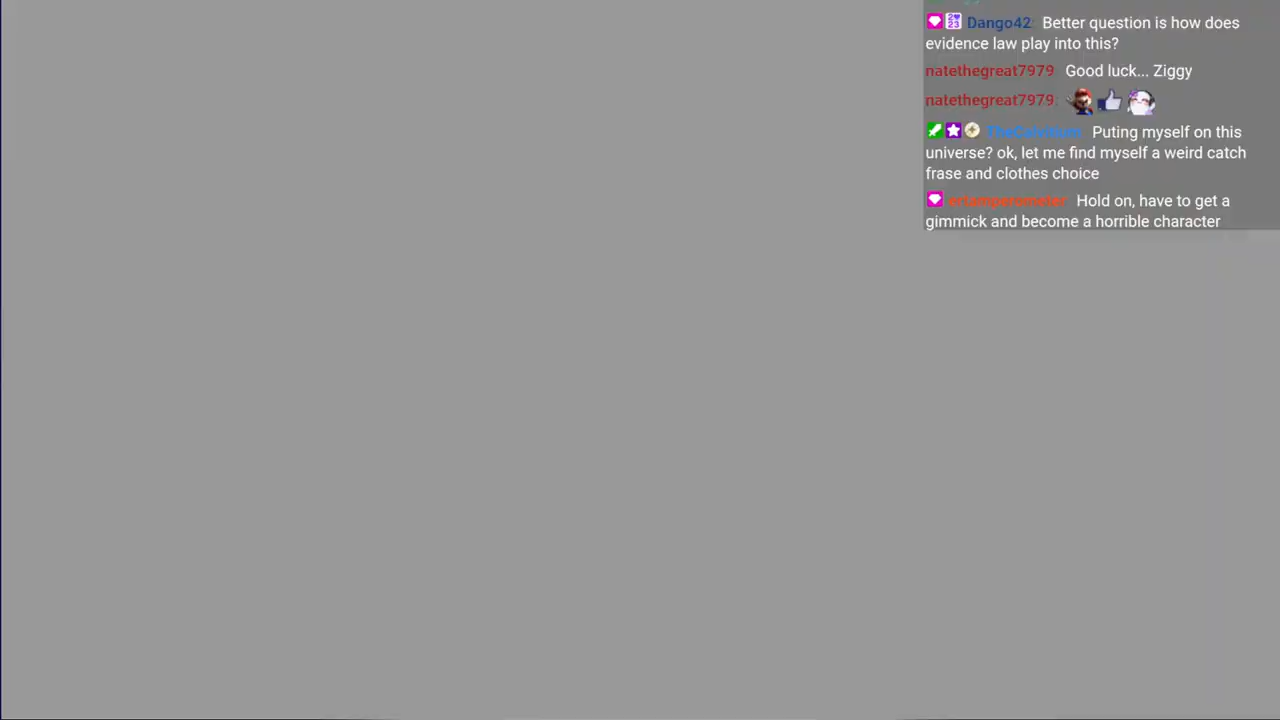 Dango42: Better question is how does
evidence law play into this?
natethegreat7979: Good luck... Ziggy
natethegreat7979:
Puting myself on this
universe? ok, let me find myself a weird catch
frase and clothes choice
Hold on, have to get a
gimmick and become a horrible character